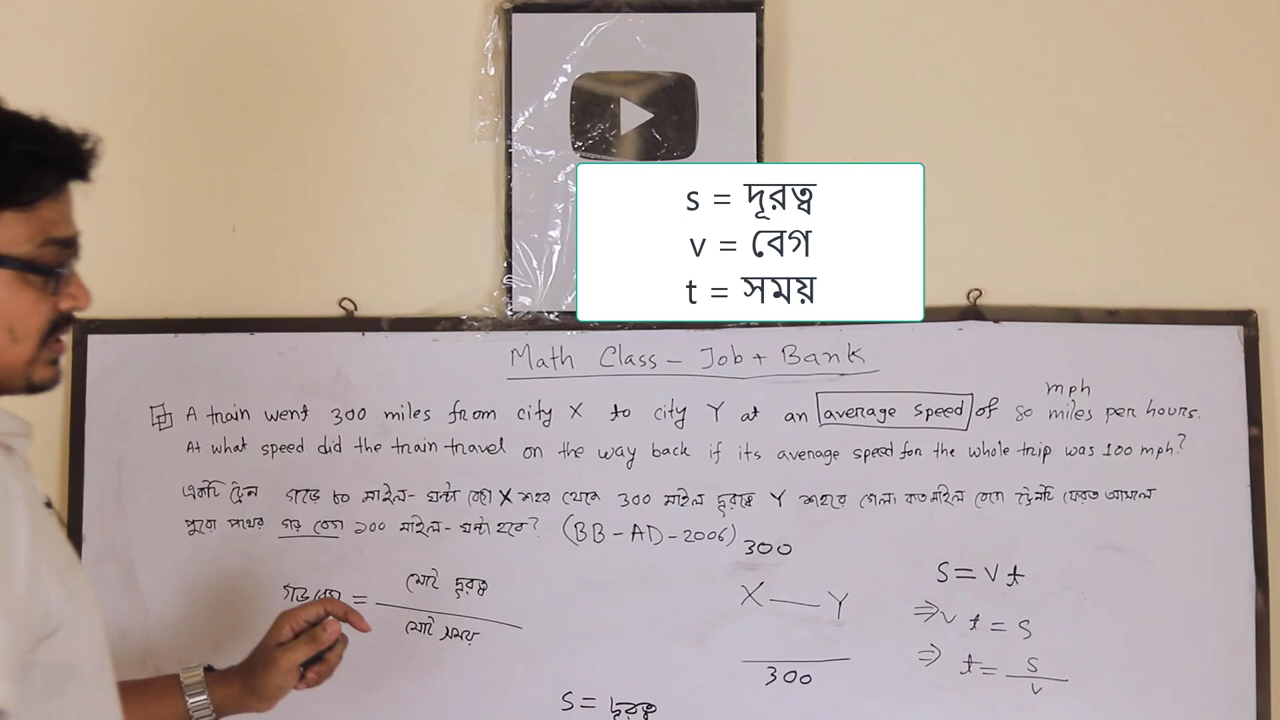 s = দূরত্ব
v = বেগ
t = সময়
Math Class – Job + Bank
mph
A train went 300 miles from city X to city Y at an average speed of 80 miles per hours.
At what speed did the train travel on the way back if its average speed for the whole trip was 100 mph?
একটি ট্রেন গড়ে ৮০ মাইল- ঘন্টা বেগে X শহর থেকে 300 মাইল দূরত্বে Y শহরে গেলো কত মাইল বেগে ট্রেনটি ফেরত আসলে
পুরো পথের গড় বেগ ১০০ মাইল- ঘন্টা হবে? (BB-AD-2006)
300
X — Y
300
গড় বেগ = মোট দূরত্ব
মোট সময়
S = vt
⇒ v t = S
⇒ t = S
v
S = দূরত্ব